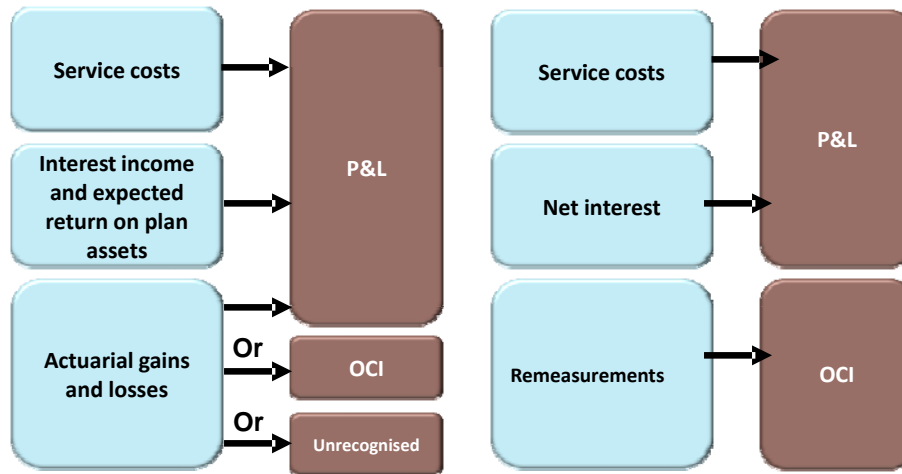 Service costs
Interest income
and expected
return on plan
assets
Actuarial gains
and losses
P&L
Or
OCI
Or
Unrecognised
Service costs
Net interest
Remeasurements
P&L
OCI